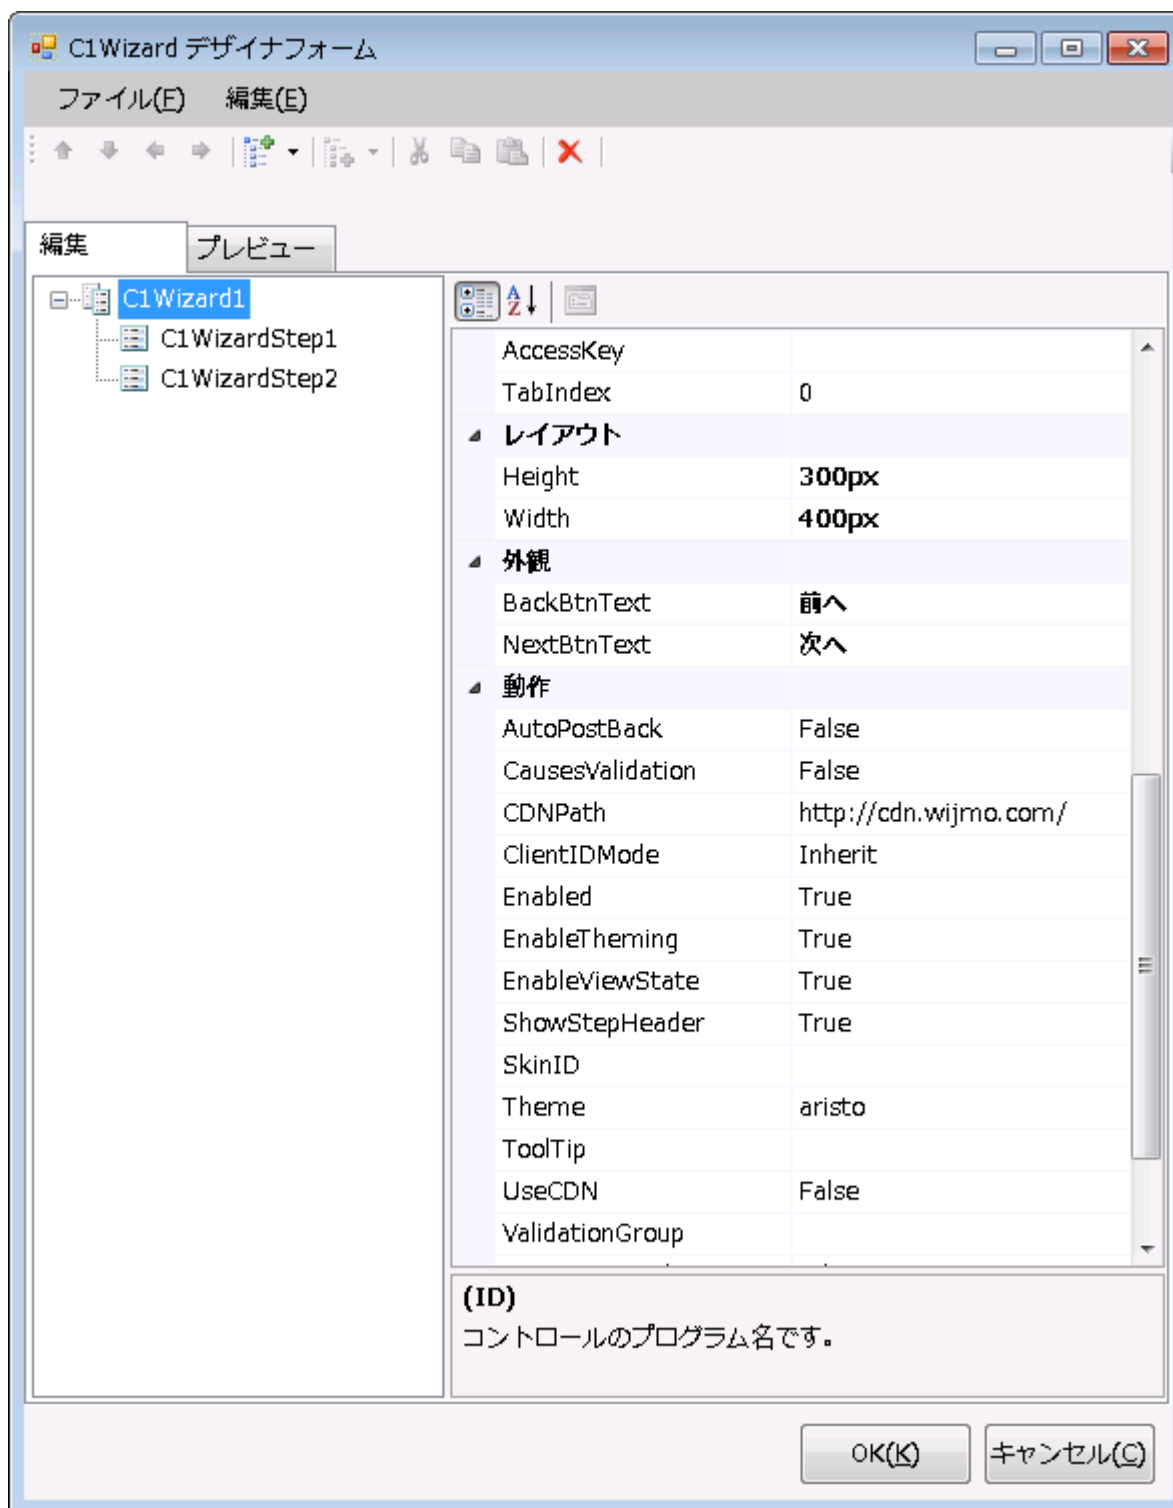 C1Wizard デザイナフォーム
ファイル(F) 編集(E)
編集 プレビュー
C1Wizard1
C1WizardStep1
C1WizardStep2
AccessKey
TabIndex 0
レイアウト
Height 300px
Width 400px
外観
BackBtnText 前へ
NextBtnText 次へ
動作
AutoPostBack False
CausesValidation False
CDNPath http://cdn.wijmo.com/
ClientIDMode Inherit
Enabled True
EnableTheming True
EnableViewState True
ShowStepHeader True
SkinID
Theme aristo
ToolTip
UseCDN False
ValidationGroup
(ID)
コントロールのプログラム名です。
OK(K) キャンセル(C)